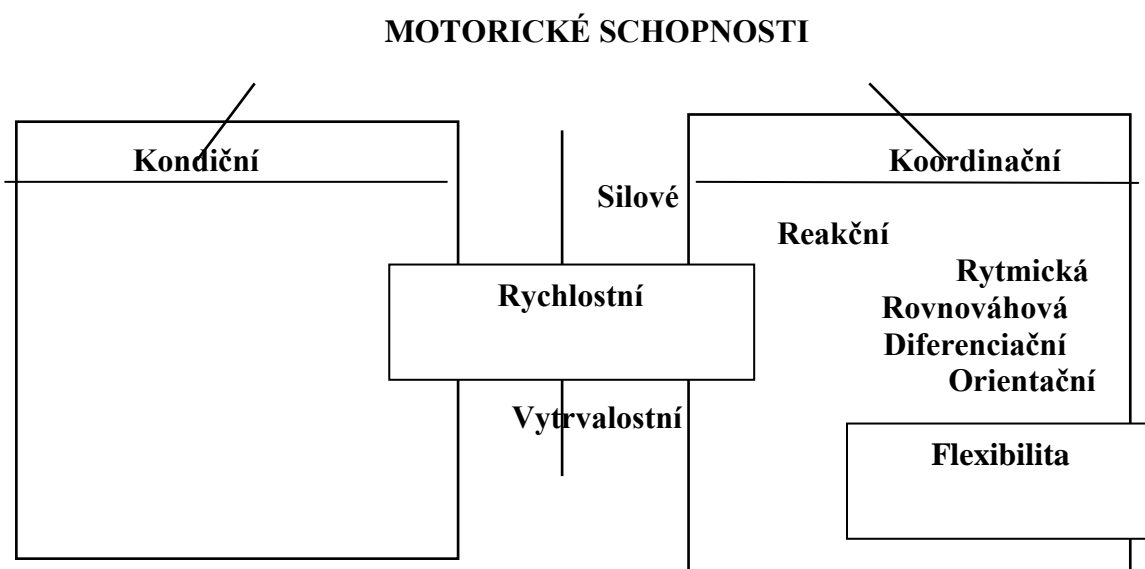 MOTORICKÉ SCHOPNOSTI
Kondiční
Koordinační
Silové
Reakční
Rytmická
Rychlostní
Rovnováhová
Diferenciační
Orientační
Vytrvalostní
Flexibilita